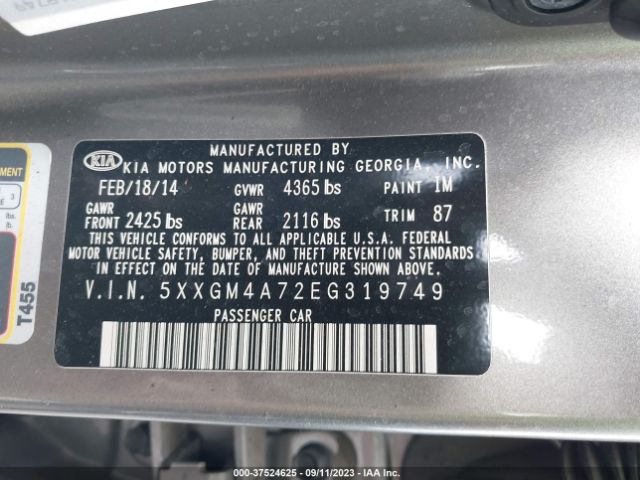 MANUFACTURED BY
KIA KIA MOTORS MANUFACTURING GEORGIA, INC.
FEB/18/14 GVWR 4365 lbs PAINT IM
GAWR FRONT 2425 lbs GAWR REAR 2116 lbs TRIM 87
THIS VEHICLE CONFORMS TO ALL APPLICABLE U.S.A. FEDERAL
MOTOR VEHICLE SAFETY, BUMPER, AND THEFT PREVENTION STANDARDS
IN EFFECT ON THE DATE OF MANUFACTURE SHOWN ABOVE.
V.I.N. 5XXGM4A72EG319749
PASSENGER CAR
3
lbs.
lb.
T455
000-37524625 - 09/11/2023 - IAA Inc.